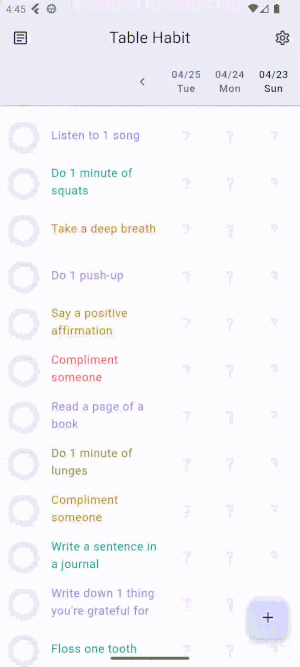 4:45
Table Habit
04/25 04/24 04/23
Tue Mon Sun
Listen to 1 song ? ? ?
Do 1 minute of
squats ? ? ?
Take a deep breath ? ? ?
Do 1 push-up ? ? ?
Say a positive
affirmation ? ? ?
Compliment
someone ? ? ?
Read a page of a
book ? ? ?
Do 1 minute of
lunges ? ? ?
Compliment
someone ? ? ?
Write a sentence in
a journal ? ? ?
Write down 1 thing
you're grateful for ? ?
Floss one tooth ? ?
+